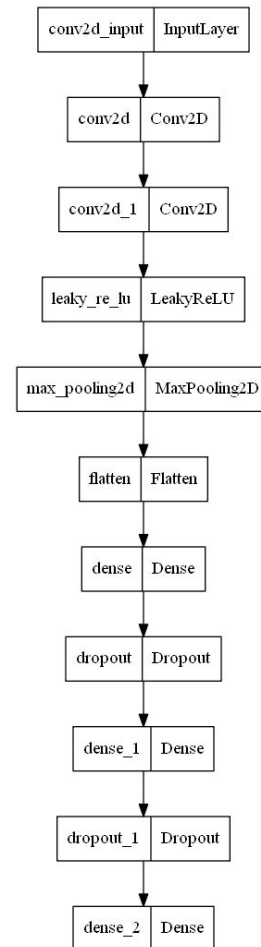 conv2d_input InputLayer
conv2d Conv2D
conv2d_1 Conv2D
leaky_re_lu LeakyReLU
max_pooling2d MaxPooling2D
flatten Flatten
dense Dense
dropout Dropout
dense_1 Dense
dropout_1 Dropout
dense_2 Dense